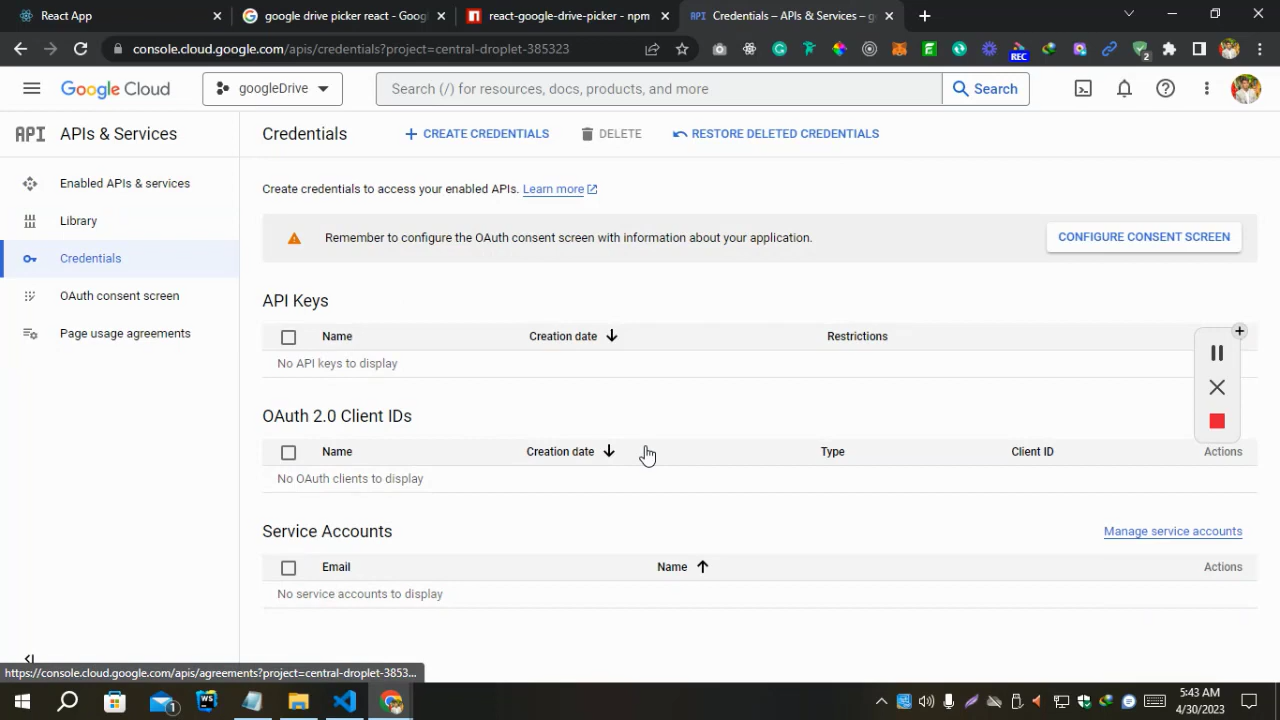 React App
google drive picker react - Goog
react-google-drive-picker - npm
API Credentials – APIs & Services – g
console.cloud.google.com/apis/credentials?project=central-droplet-385323
REC
2
Google Cloud
googleDrive
Search (/) for resources, docs, products, and more
Search
API APIs & Services
Enabled APIs & services
Library
Credentials
OAuth consent screen
Page usage agreements
Credentials
CREATE CREDENTIALS
DELETE
RESTORE DELETED CREDENTIALS
Create credentials to access your enabled APIs. Learn more
Remember to configure the OAuth consent screen with information about your application.
CONFIGURE CONSENT SCREEN
API Keys
Name Creation date Restrictions
No API keys to display
OAuth 2.0 Client IDs
Name Creation date Type Client ID Actions
No OAuth clients to display
Service Accounts
Manage service accounts
Email Name Actions
No service accounts to display
https://console.cloud.google.com/apis/agreements?project=central-droplet-3853...
1
WS
5:43 AM
4/30/2023